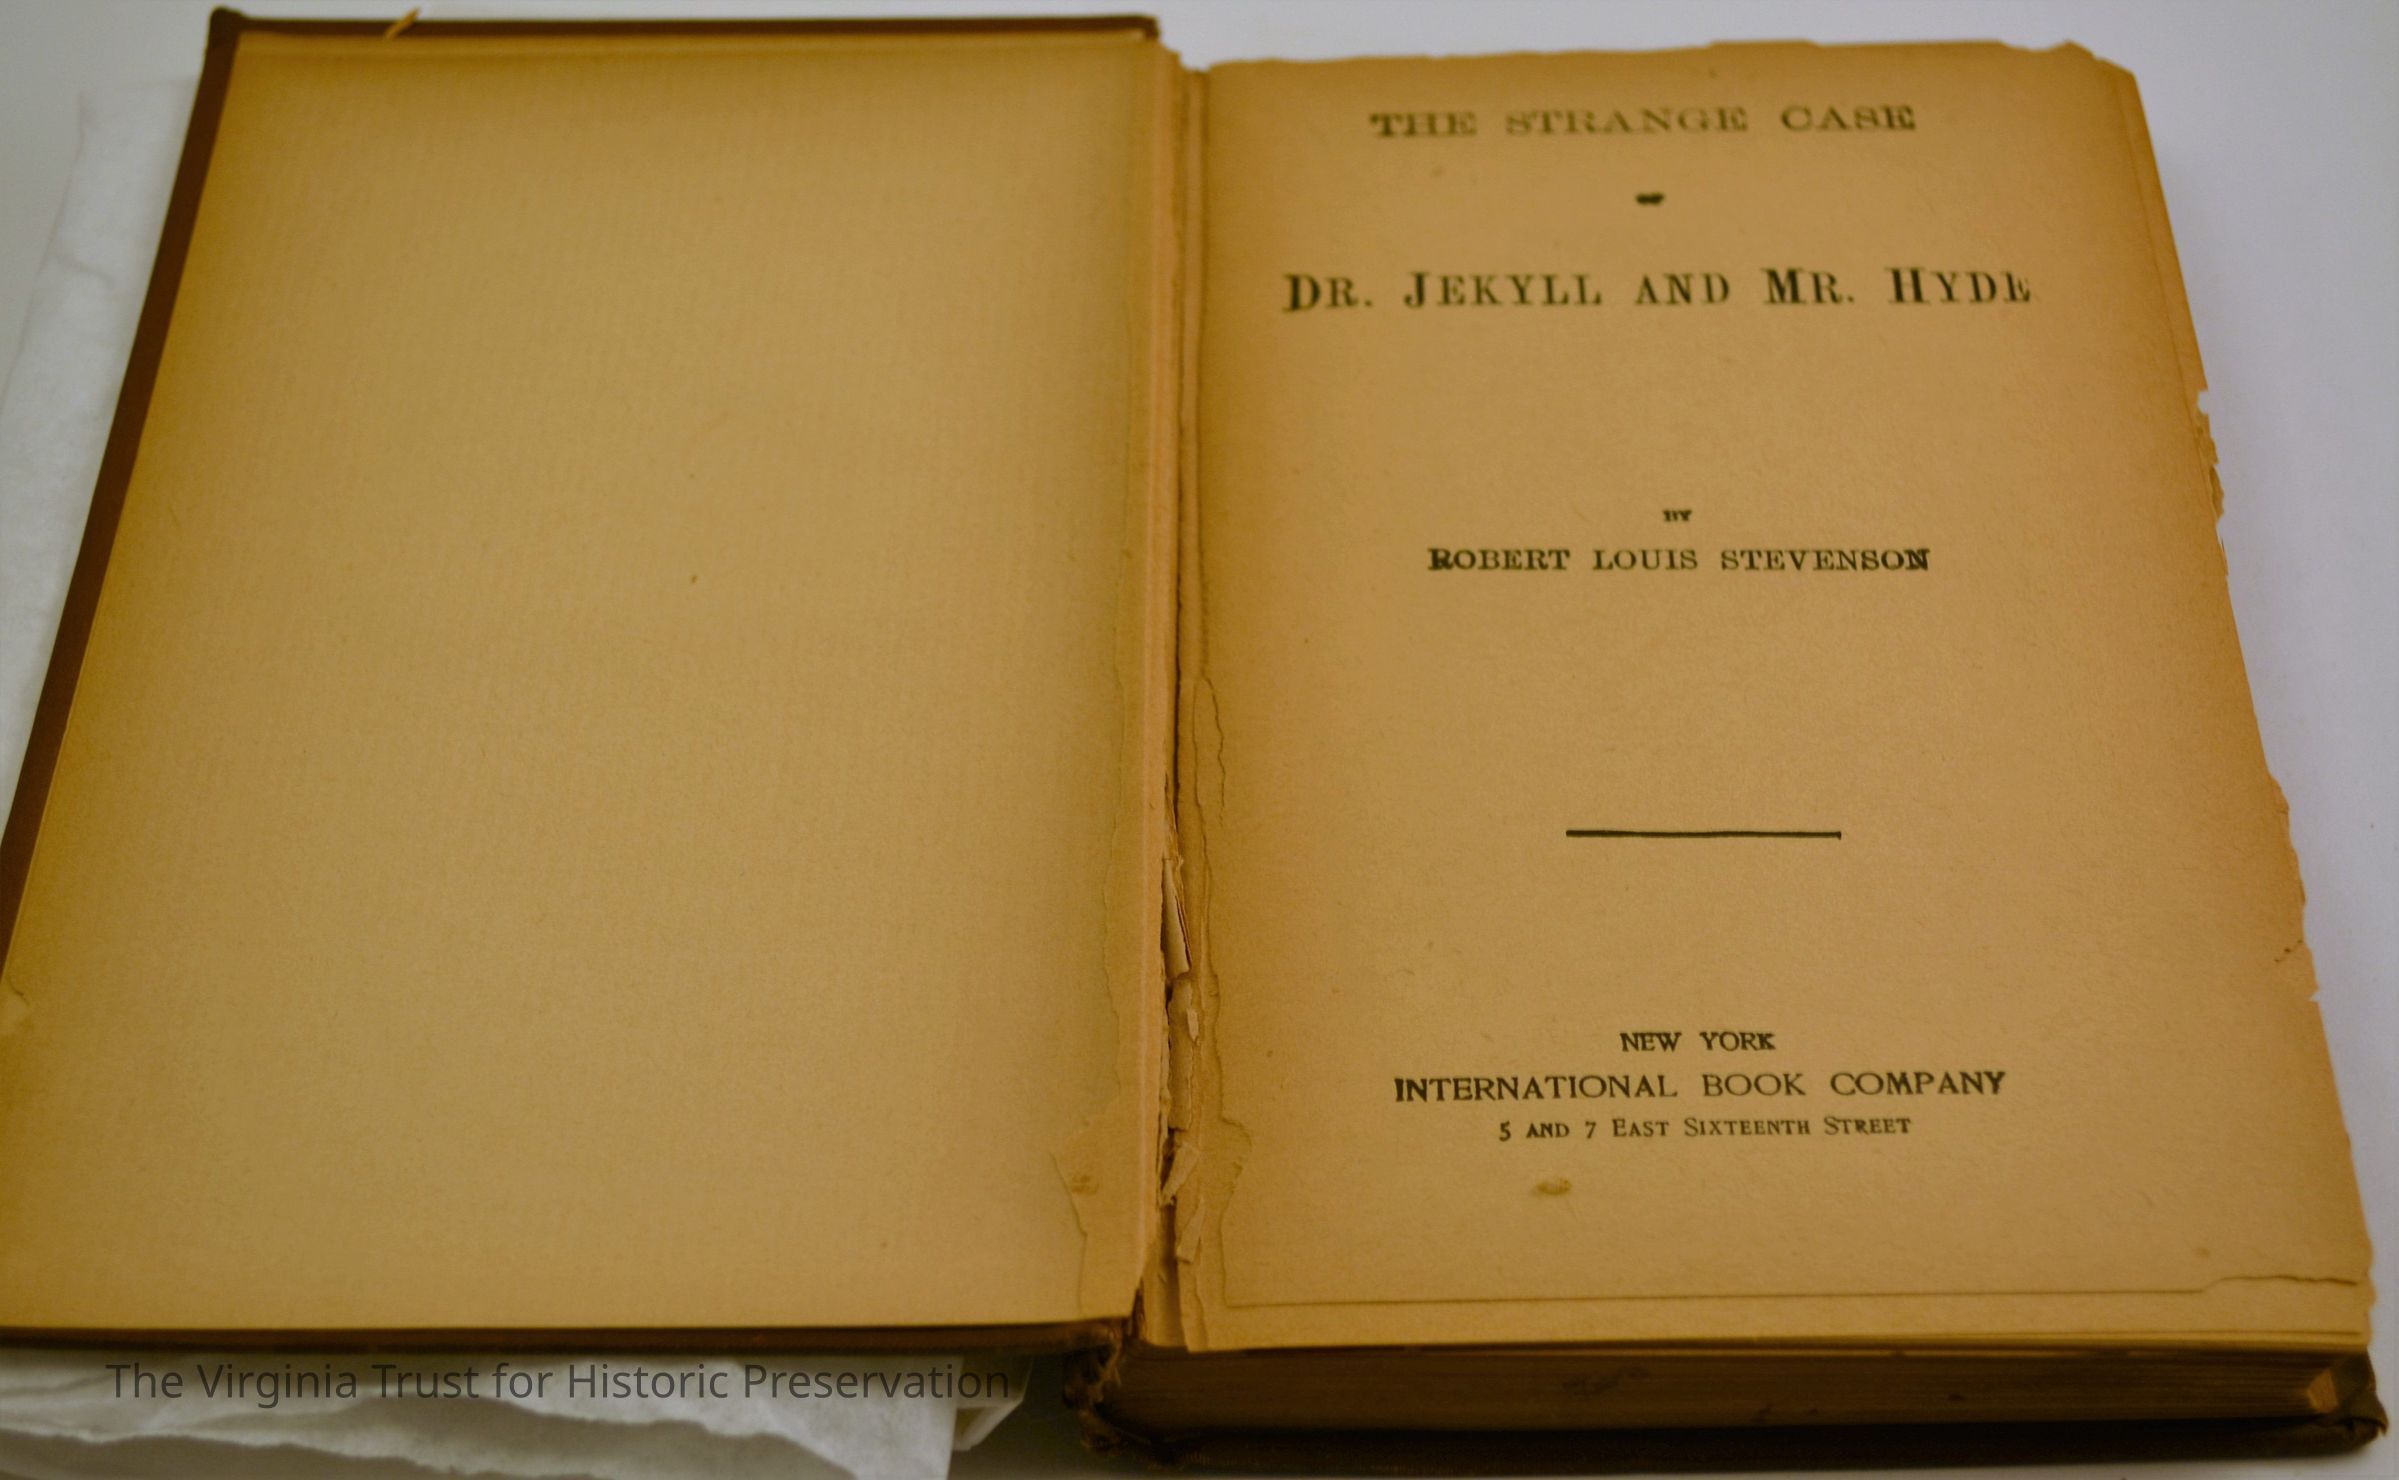 THE STRANGE CASE
DR. JEKYLL AND MR. HYDE
BY
ROBERT LOUIS STEVENSON
NEW YORK
INTERNATIONAL BOOK COMPANY
5 AND 7 EAST SIXTEENTH STREET
The Virginia Trust for Historic Preservation